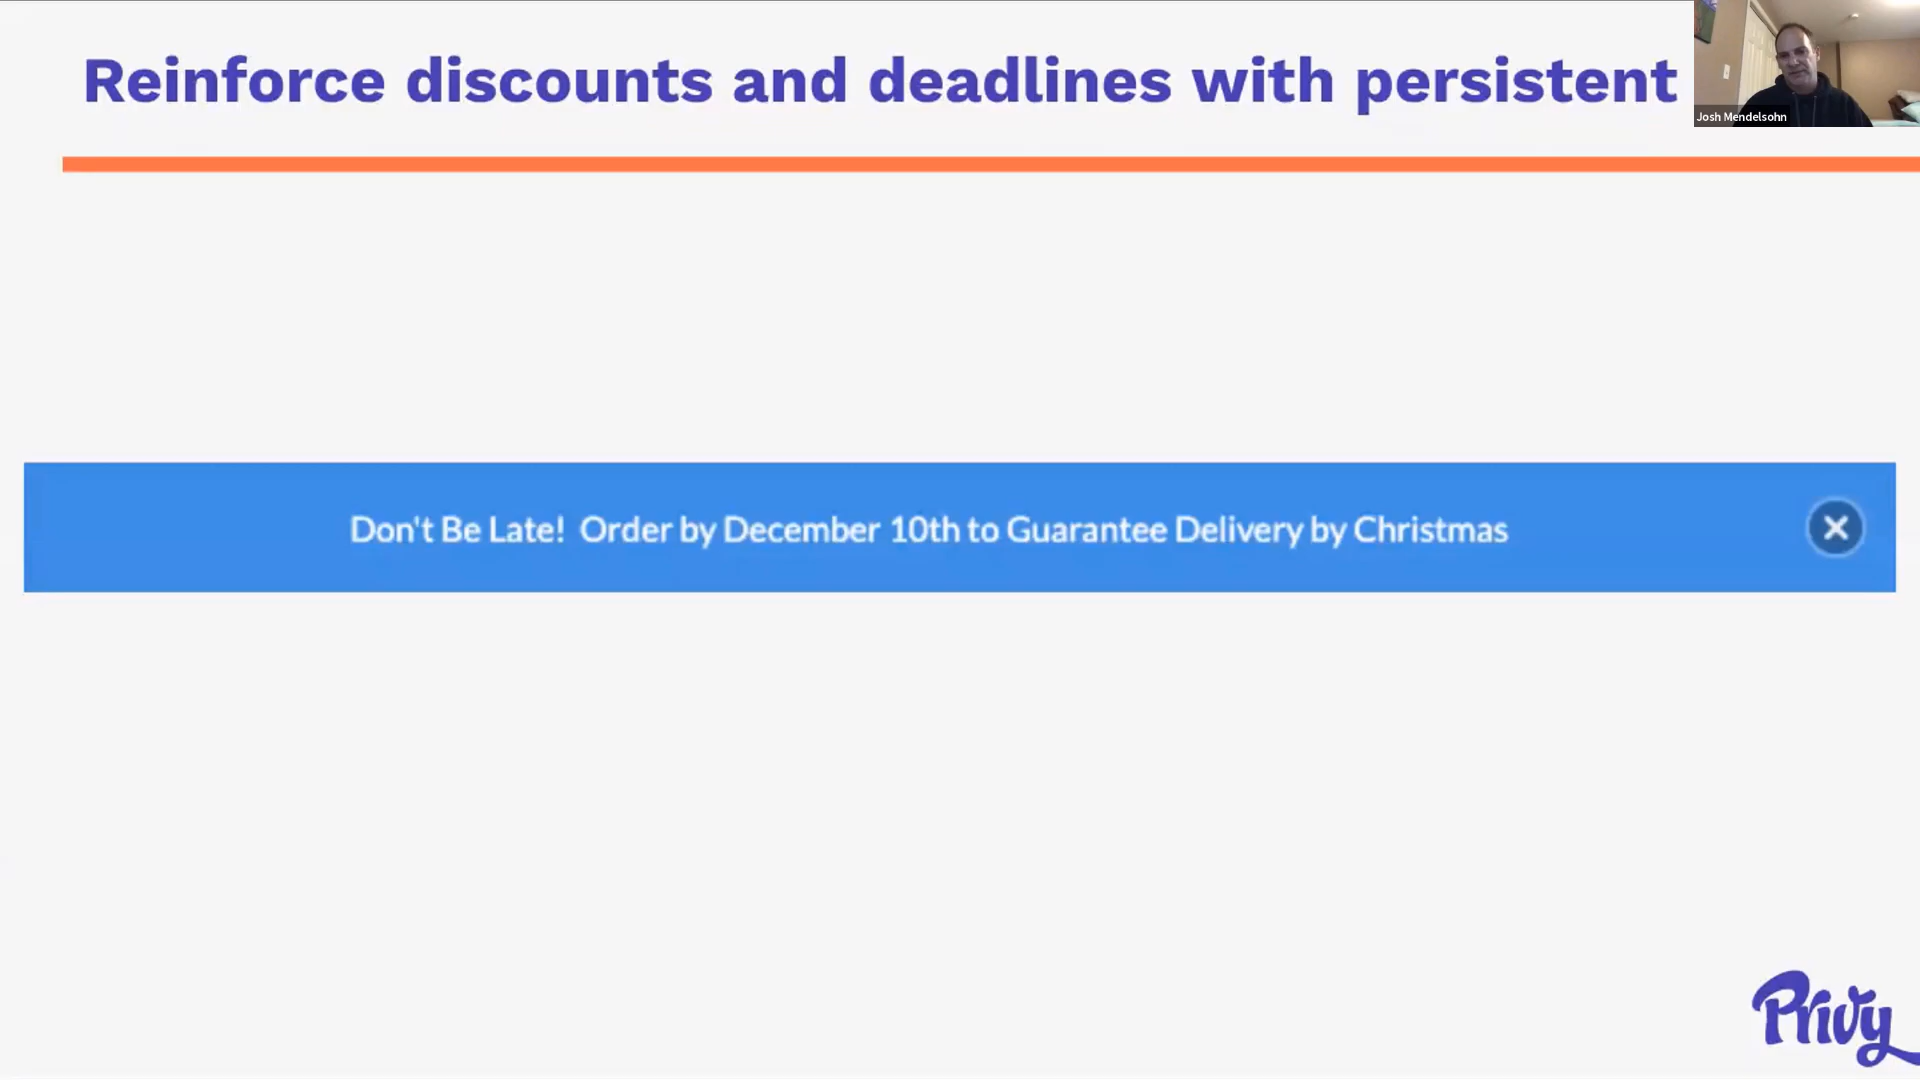 Reinforce discounts and deadlines with persistent
Josh Mendelsohn
Don't Be Late! Order by December 10th to Guarantee Delivery by Christmas
Privy